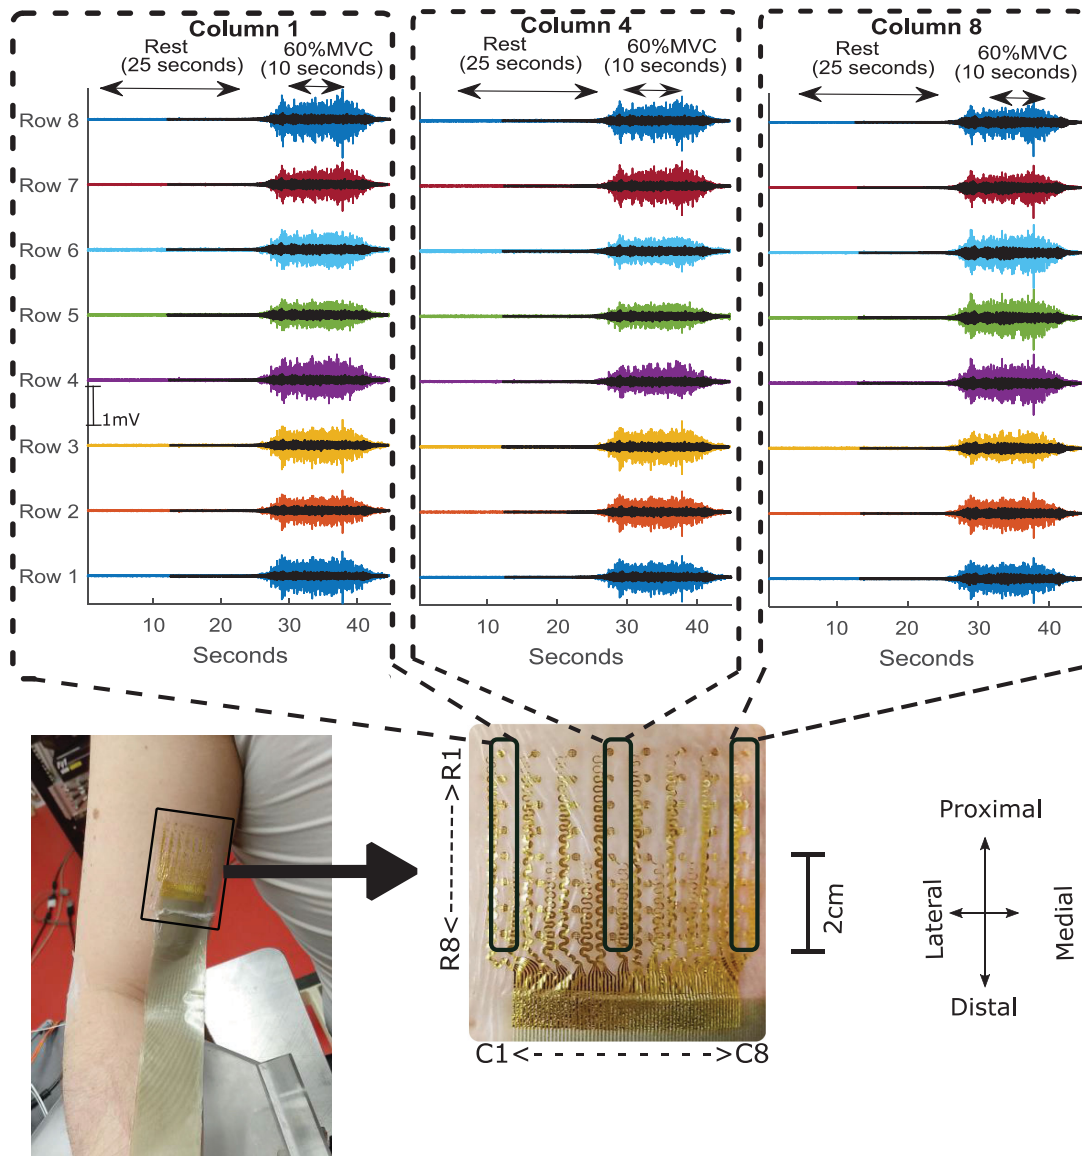 Column 1
Rest
(25 seconds)
60%MVC
(10 seconds)
Row 8
Row 7
Row 6
Row 5
Row 4
1mV
Row 3
Row 2
Row 1
10
20
30
40
Seconds
Column 4
Rest
(25 seconds)
60%MVC
(10 seconds)
10
20
30
40
Seconds
Column 8
Rest
(25 seconds)
60%MVC
(10 seconds)
10
20
30
40
Seconds
R8<------->R1
C1<- - - - - - - ->C8
2cm
Proximal
Lateral
Medial
Distal